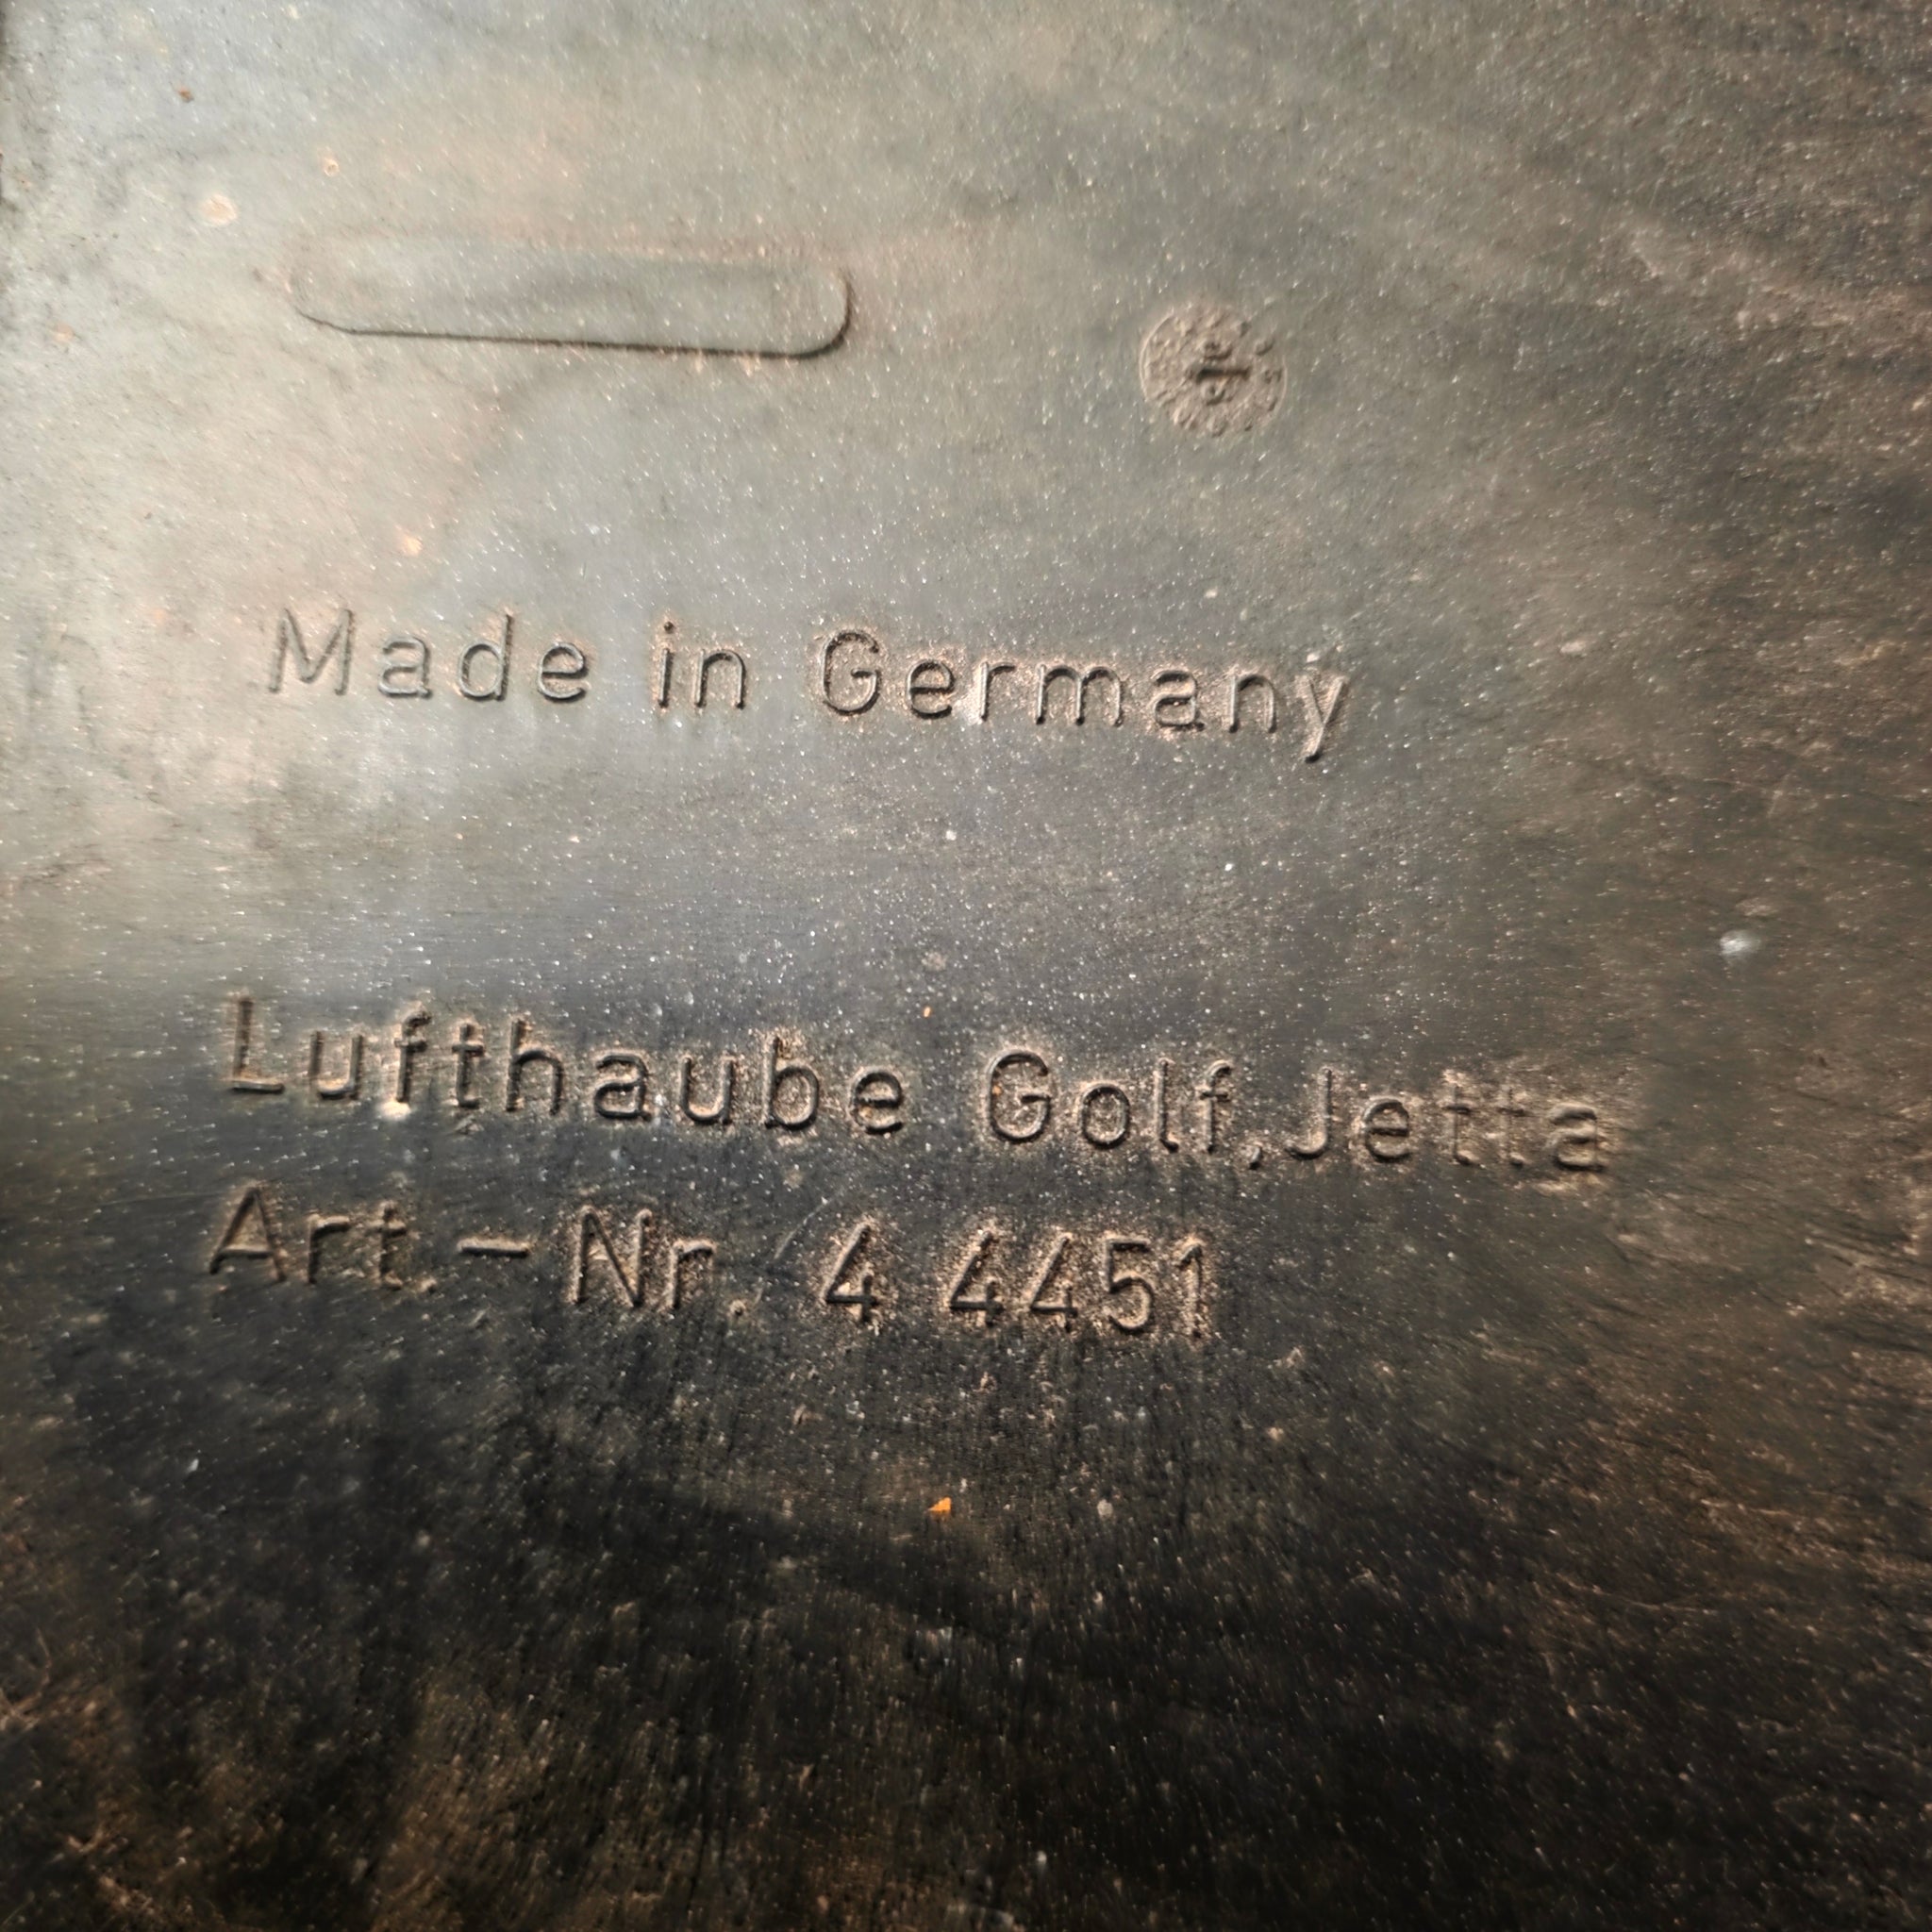 Made in Germany
Lufthaube Golf,Jetta
Art-Nr. 4 4451